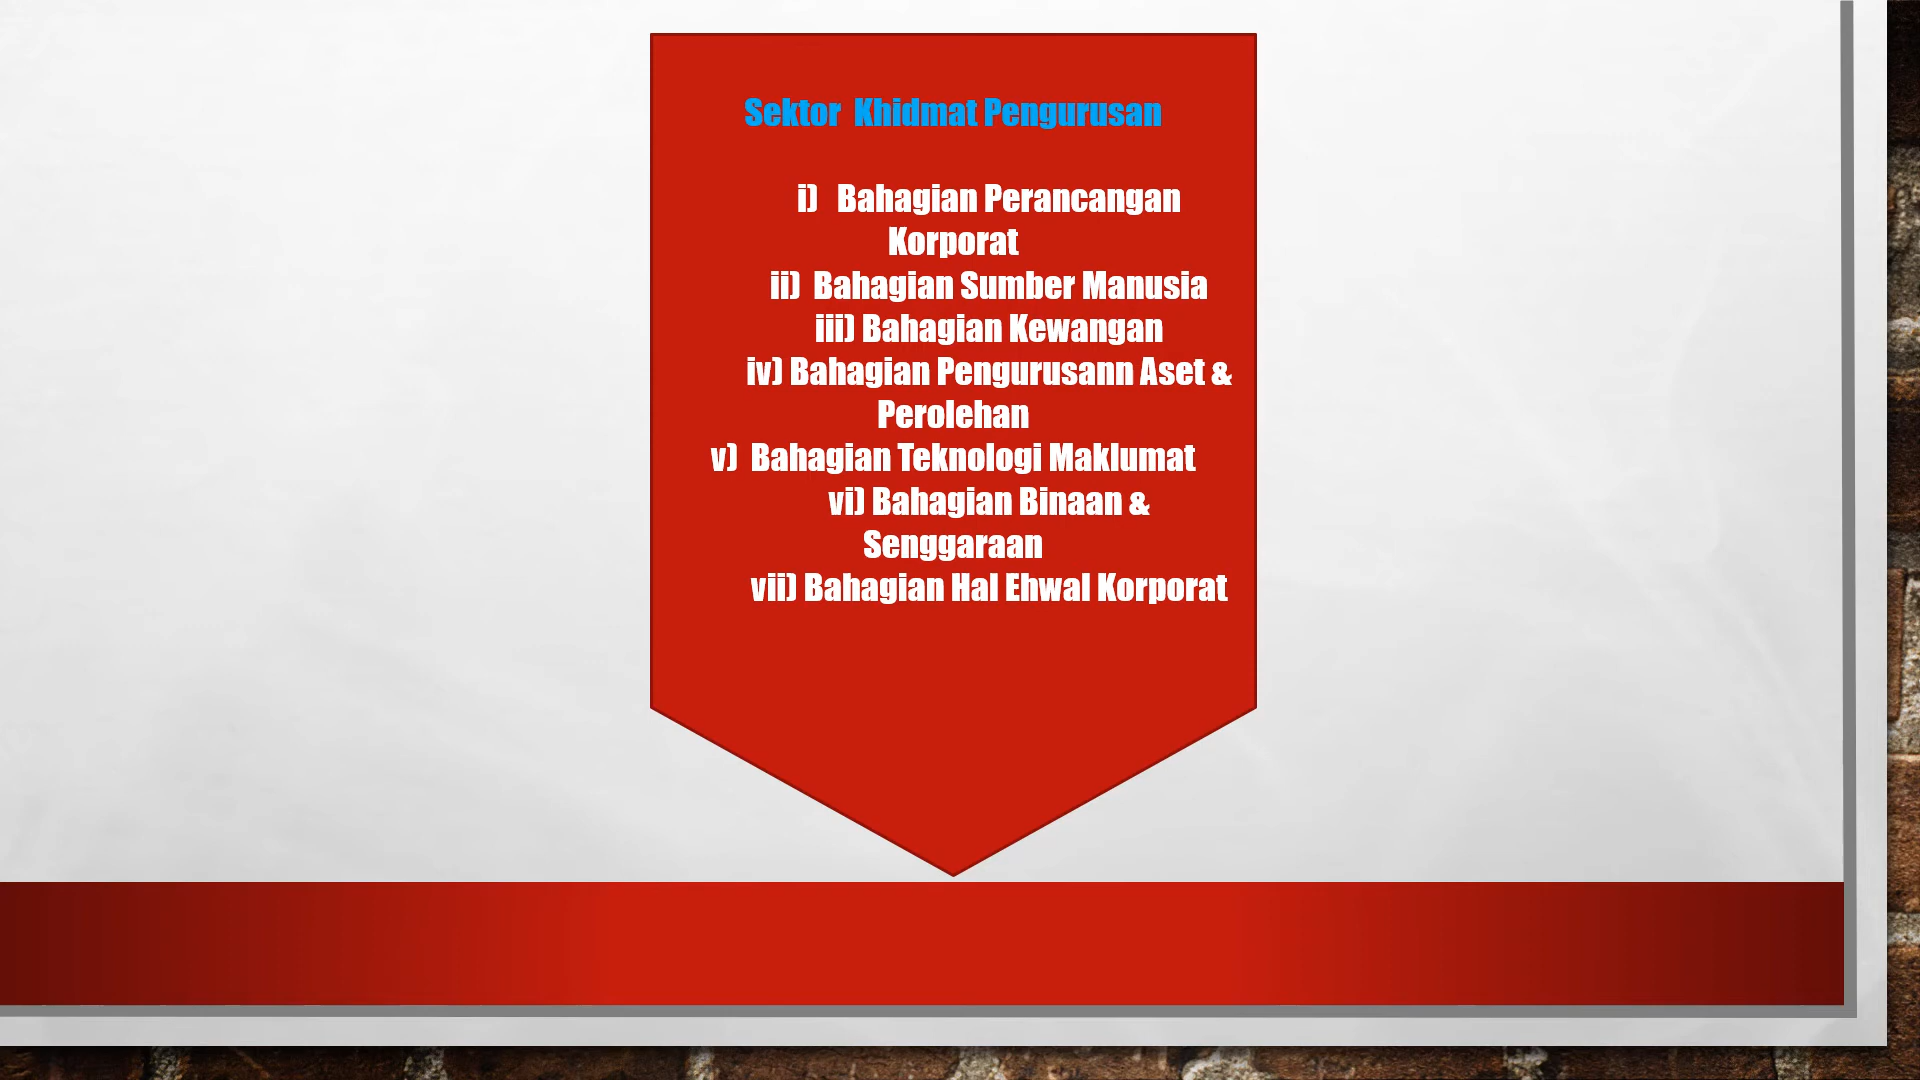 Sektor  Khidmat Pengurusan
i)   Bahagian Perancangan
Korporat
ii)  Bahagian Sumber Manusia
iii) Bahagian Kewangan
iv) Bahagian Pengurusann Aset &
Perolehan
v)  Bahagian Teknologi Maklumat
vi) Bahagian Binaan &
Senggaraan
vii) Bahagian Hal Ehwal Korporat